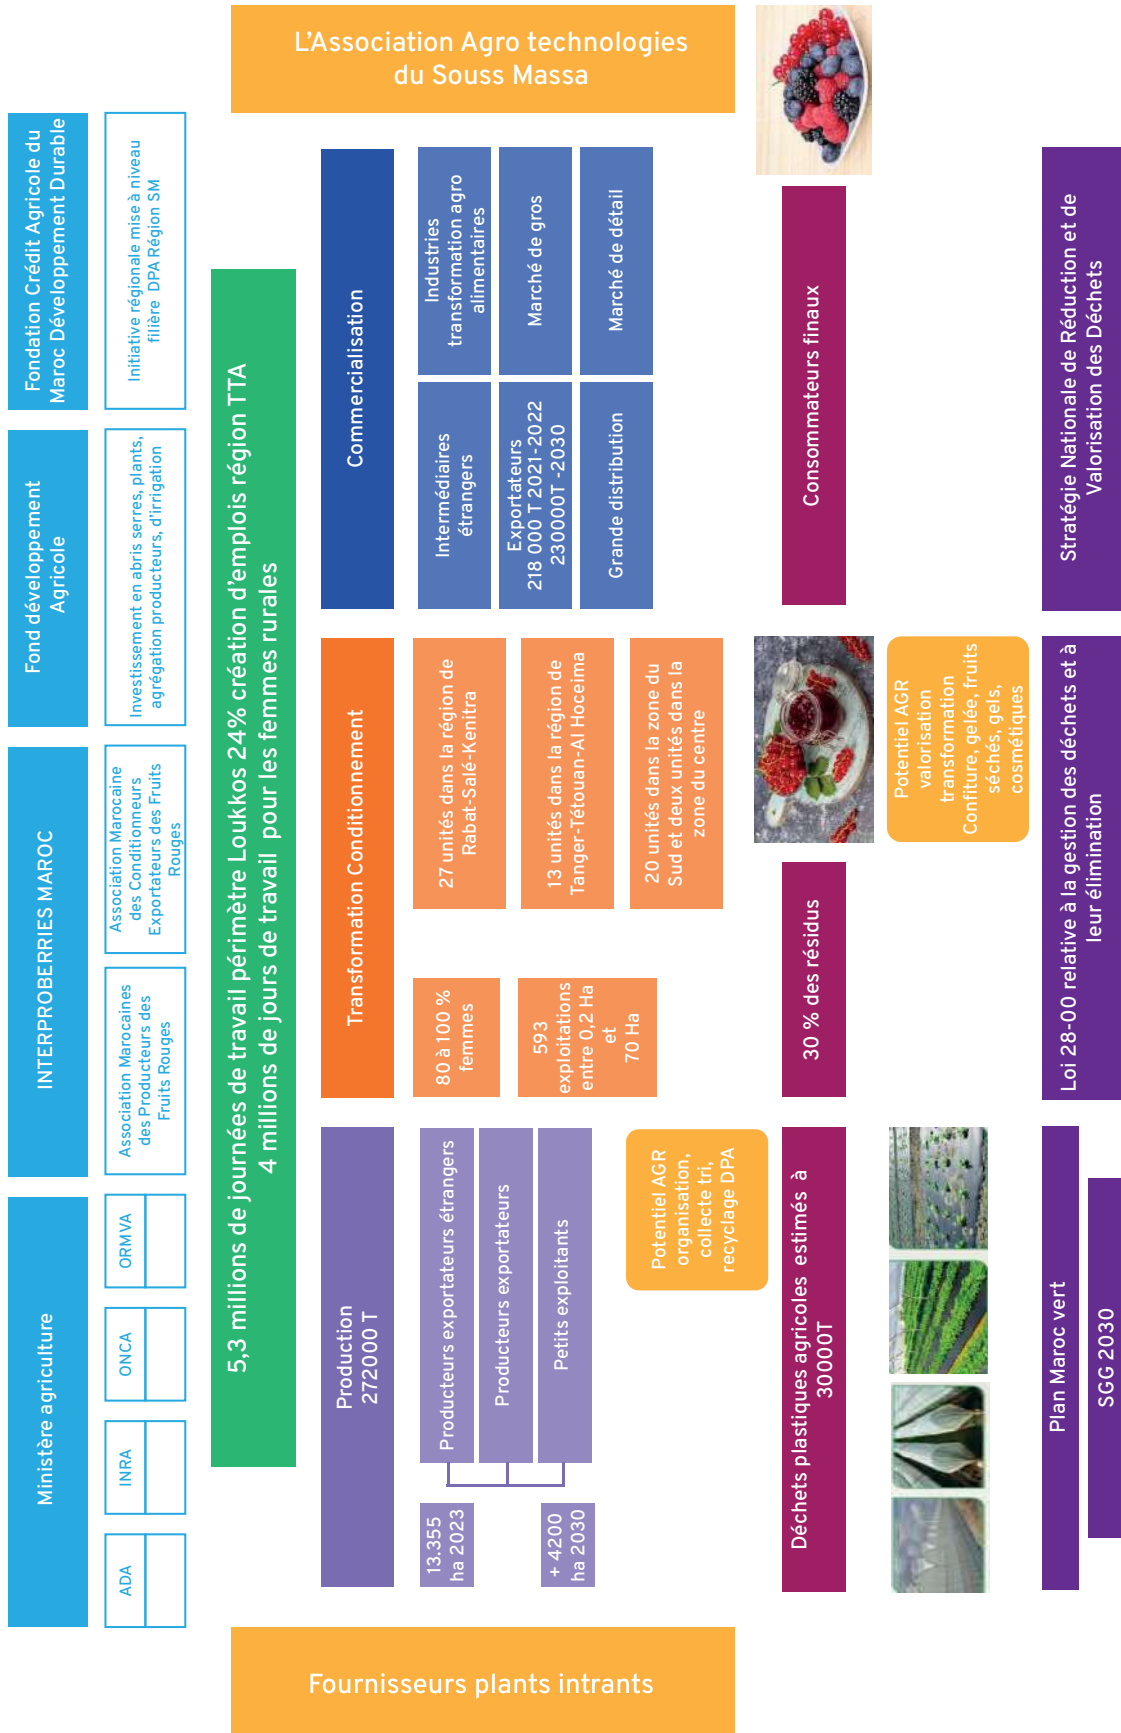 L'Association Agro technologies
du Souss Massa
Ministère agriculture
INTERPROBERRIES MAROC
Fond développement
Agricole
Fondation Crédit Agricole du
Maroc Développement Durable
ADA
INRA
ONCA
ORMVA
Association Marocaines
des Producteurs des
Fruits Rouges
Association Marocaine
des Conditionneurs
Exportateurs des Fruits
Rouges
Investissement en abris serres, plants,
agrégation producteurs, d'irrigation
Initiative régionale mise à niveau
filière DPA Région SM
5,3 millions de journées de travail périmètre Loukkos 24% création d'emplois région TTA
4 millions de jours de travail pour les femmes rurales
Production
272000 T
13.355
ha 2023
+ 4200
ha 2030
Producteurs exportateurs étrangers
Producteurs exportateurs
Petits exploitants
Transformation Conditionnement
80 à 100 %
femmes
593
exploitations
entre 0,2 Ha
et
70 Ha
27 unités dans la région de
Rabat-Salé-Kenitra
13 unités dans la région de
Tanger-Tétouan-Al Hoceima
20 unités dans la zone du
Sud et deux unités dans la
zone du centre
Commercialisation
Intermédiaires
étrangers
Exportateurs
218 000 T 2021-2022
230000T -2030
Grande distribution
Industries
transformation agro
alimentaires
Marché de gros
Marché de détail
Potentiel AGR
organisation,
collecte tri,
recyclage DPA
Déchets plastiques agricoles estimés à
30000T
30 % des résidus
Consommateurs finaux
Potentiel AGR
valorisation
transformation
Confiture, gelée, fruits
séchés, gels,
cosmétiques
Plan Maroc vert
SGG 2030
Loi 28-00 relative à la gestion des déchets et à
leur élimination
Stratégie Nationale de Réduction et de
Valorisation des Déchets
Fournisseurs plants intrants